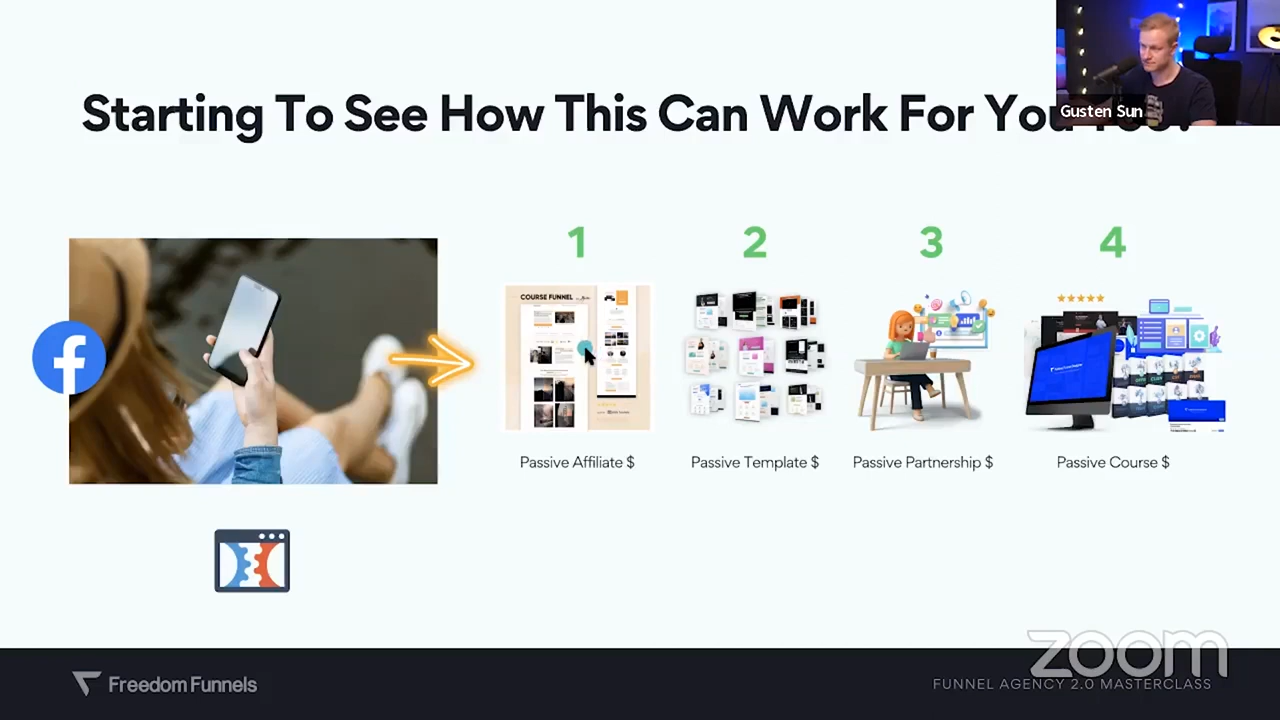 Starting To See How This Can Work For You
Gusten Sun
1
2
3
4
COURSE FUNNEL
Passive Affiliate $
Passive Template $
Passive Partnership $
Passive Course $
zoom
Freedom Funnels
FUNNEL AGENCY 2.0 MASTERCLASS